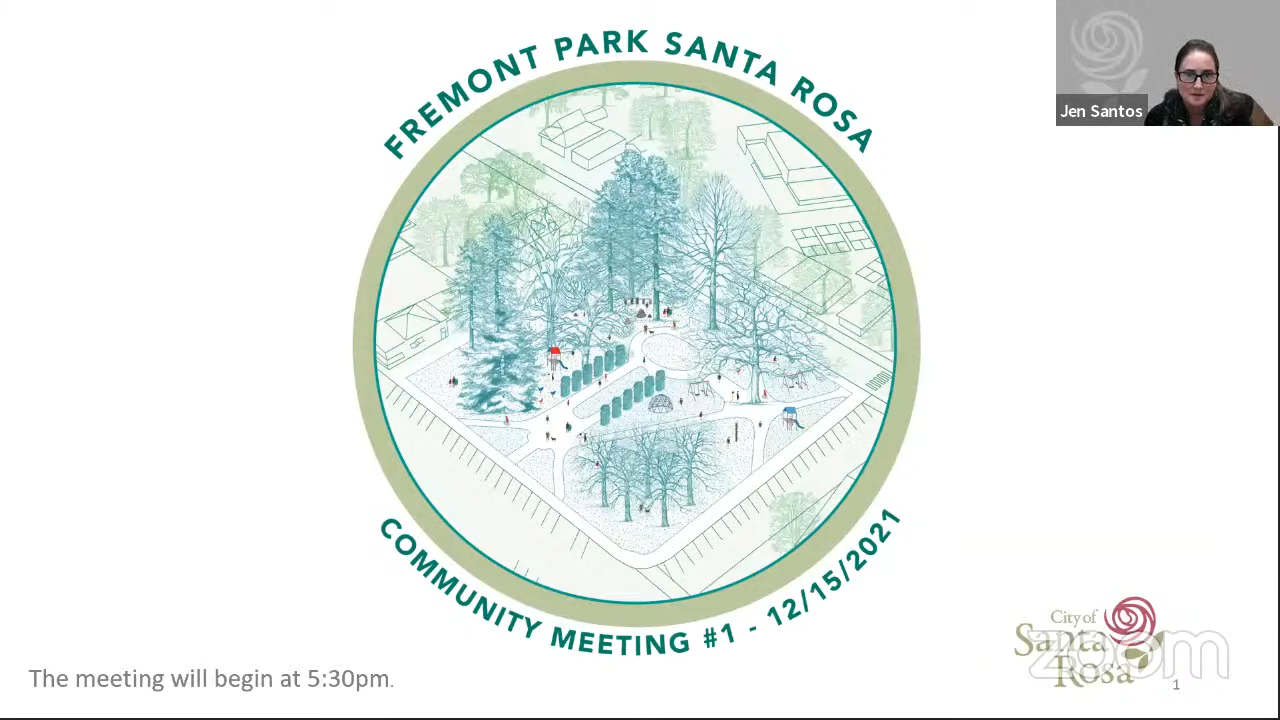 FREMONT PARK SANTA ROSA
Jen Santos
COMMUNITY MEETING #1 - 12/15/2021
The meeting will begin at 5:30pm.
City of
Santa
Rosa
zoom
1